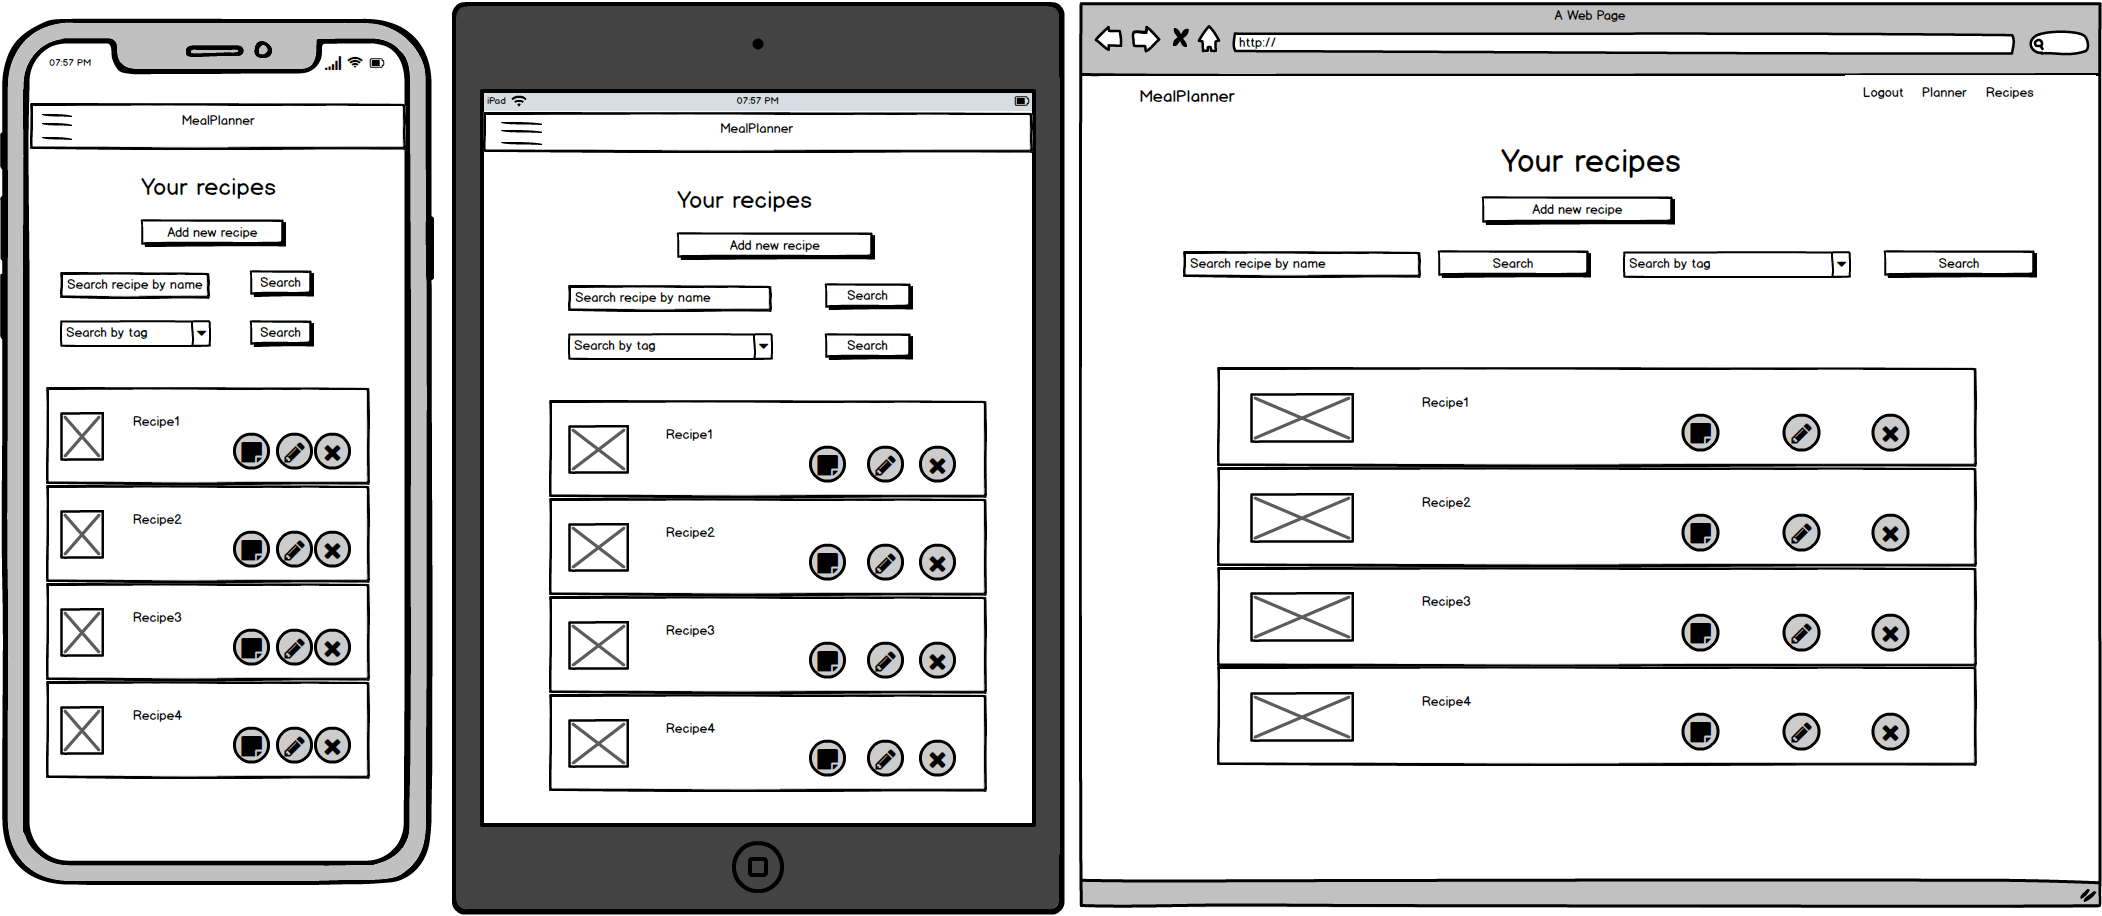 07:57 PM
MealPlanner
Your recipes
Add new recipe
Search recipe by name
Search
Search by tag
Search
Recipe1
Recipe2
Recipe3
Recipe4
iPad
07:57 PM
MealPlanner
Your recipes
Add new recipe
Search recipe by name
Search
Search by tag
Search
Recipe1
Recipe2
Recipe3
Recipe4
A Web Page
http://
MealPlanner
Logout
Planner
Recipes
Your recipes
Add new recipe
Search recipe by name
Search
Search by tag
Search
Recipe1
Recipe2
Recipe3
Recipe4